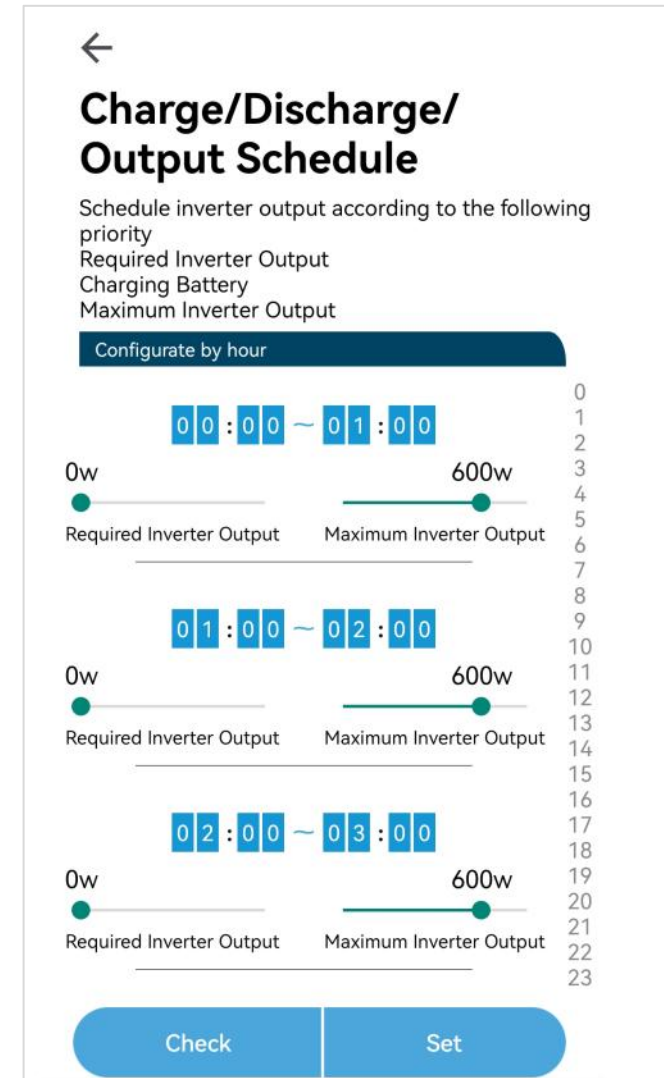 Charge/Discharge/
Output Schedule
Schedule inverter output according to the following
priority
Required Inverter Output
Charging Battery
Maximum Inverter Output
Configurate by hour
00:00 ~ 01:00
0w 600w
Required Inverter Output Maximum Inverter Output
01:00 ~ 02:00
0w 600w
Required Inverter Output Maximum Inverter Output
02:00 ~ 03:00
0w 600w
Required Inverter Output Maximum Inverter Output
0
1
2
3
4
5
6
7
8
9
10
11
12
13
14
15
16
17
18
19
20
21
22
23
Check Set